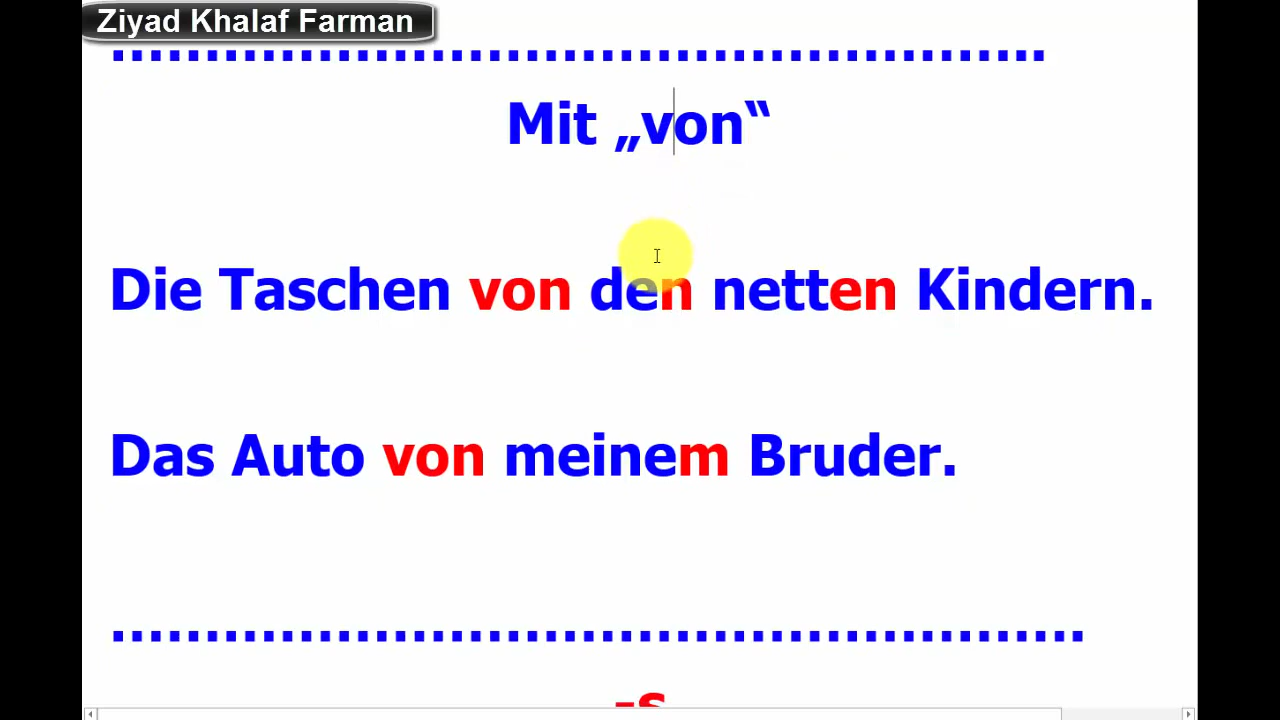 Ziyad Khalaf Farman
..................................................
Mit „von“
Die Taschen von den netten Kindern.
Das Auto von meinem Bruder.
....................................................
-s